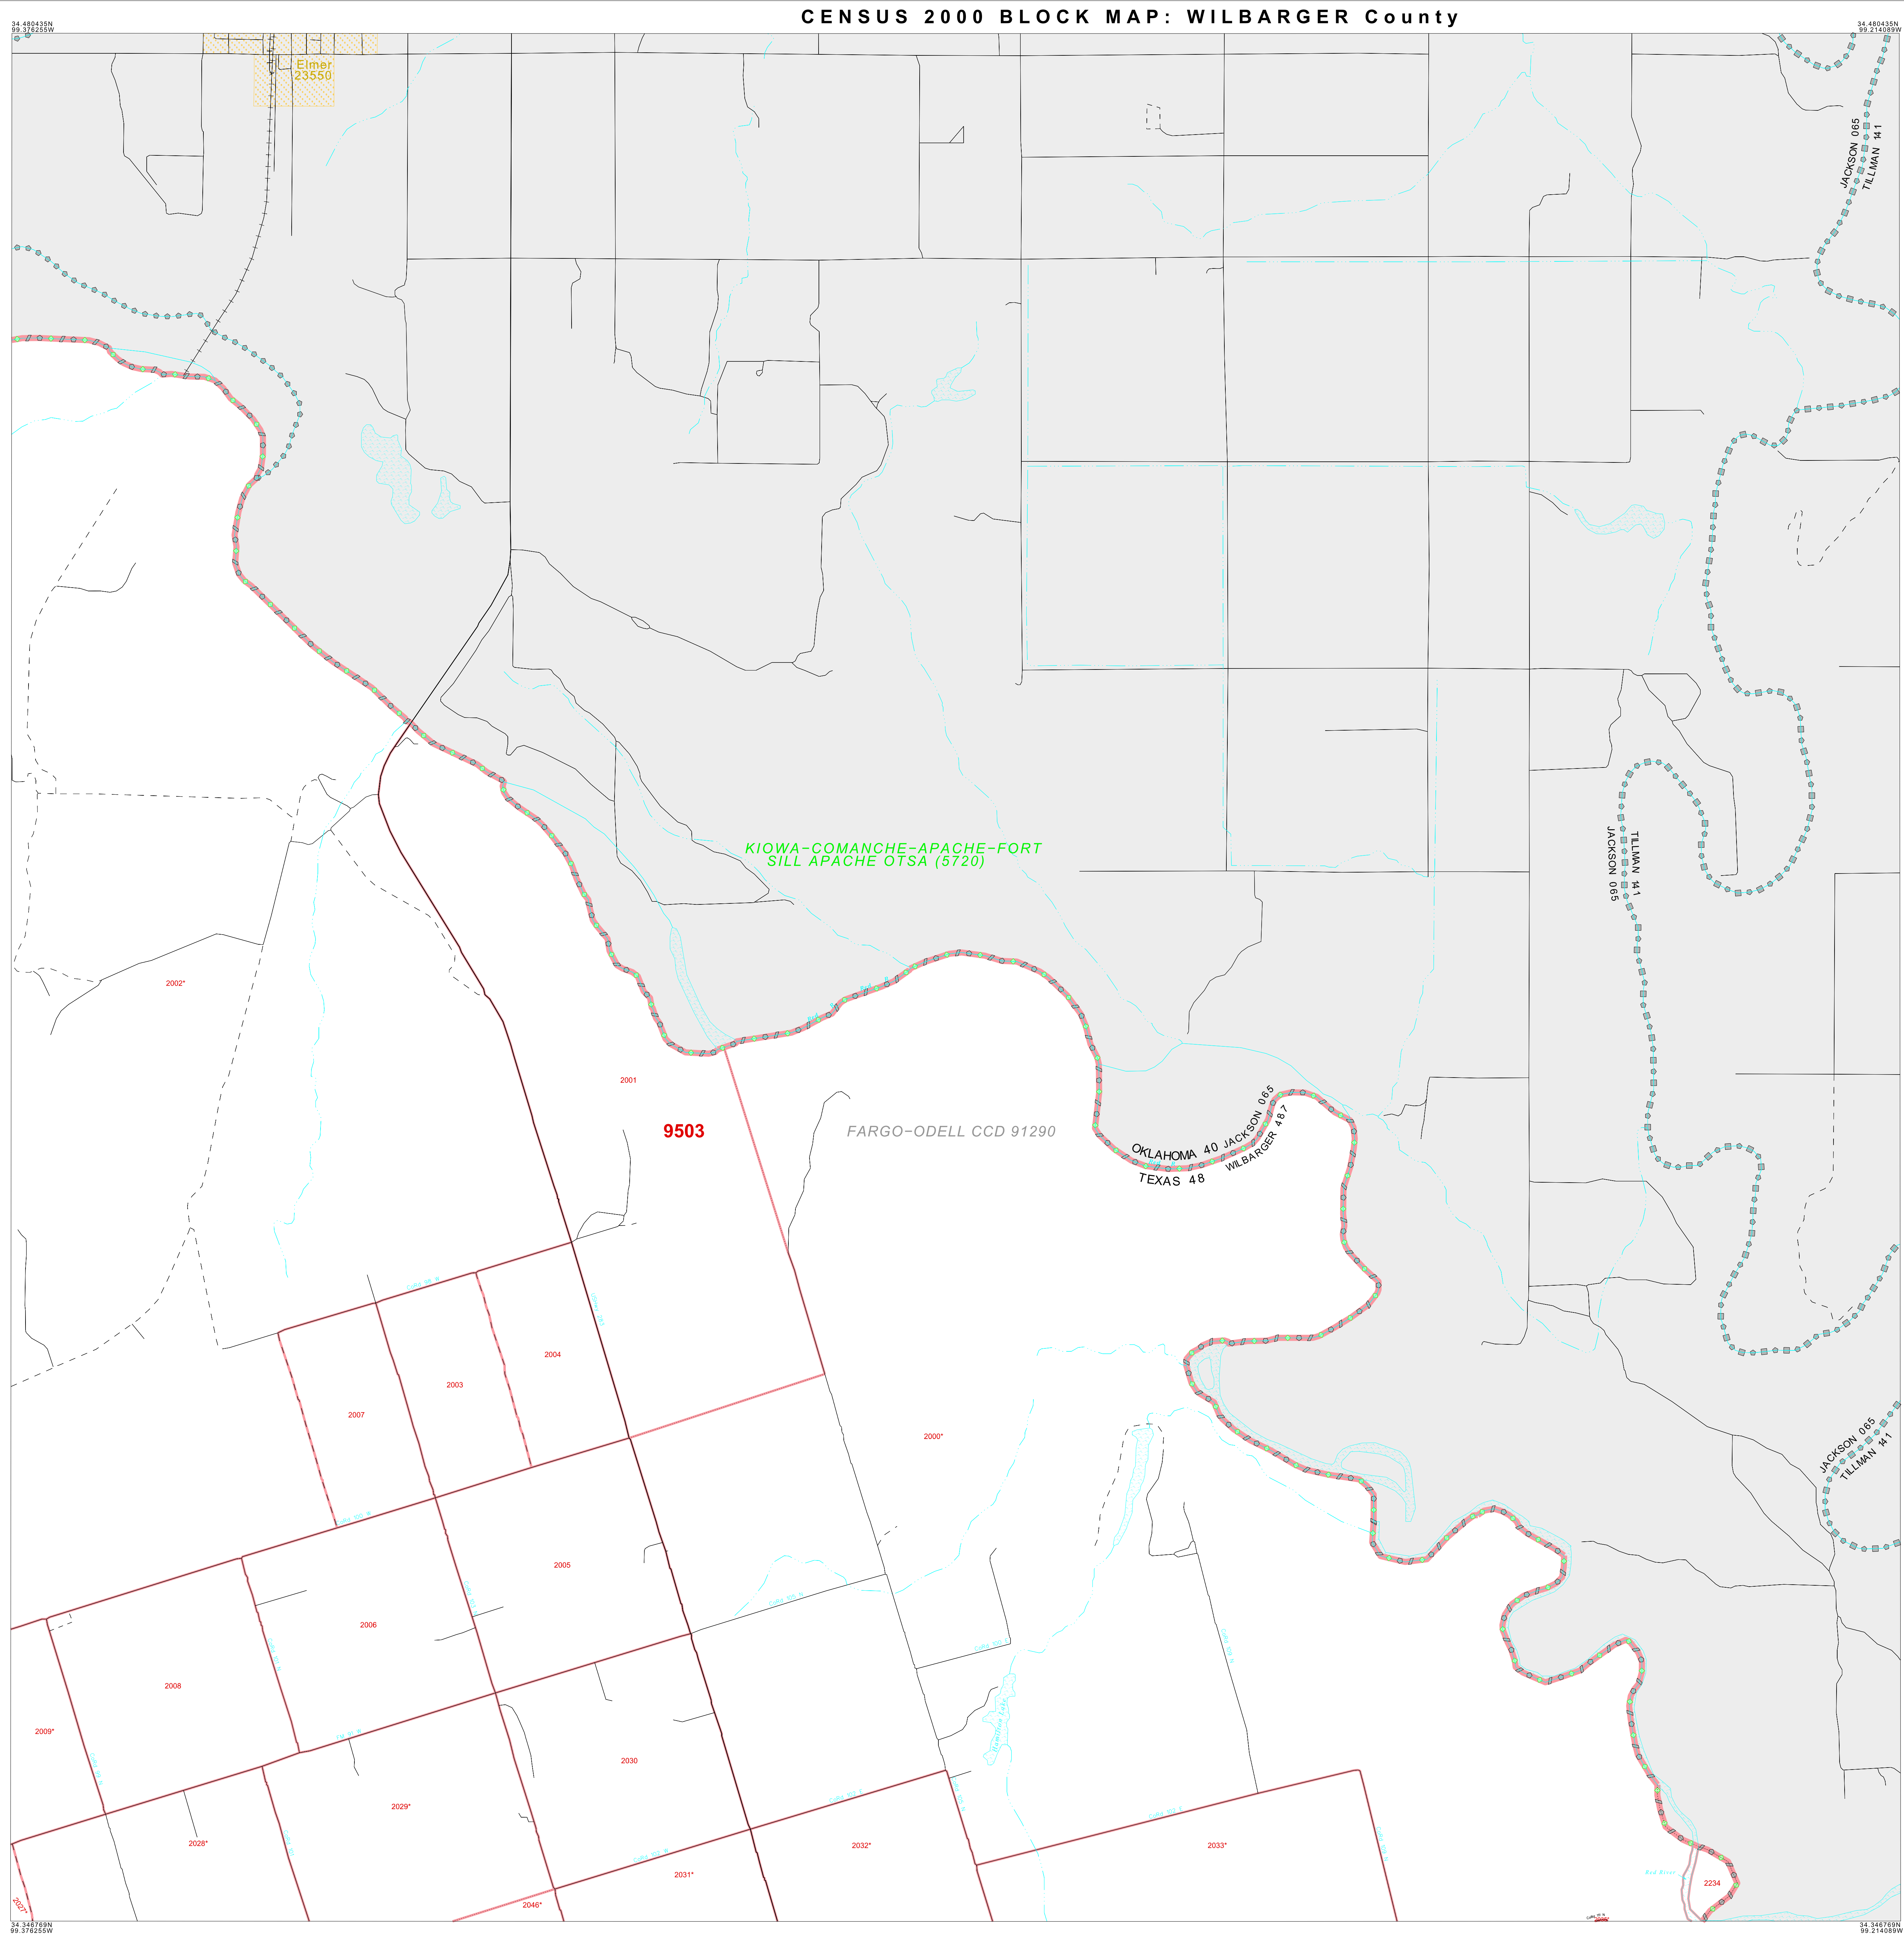 CENSUS 2000 BLOCK MAP: WILBARGER County
34.480435N
99.376255W
34.480435N
99.214089W
Elmer
23550
JACKSON 065
TILLMAN 141
KIOWA-COMANCHE-APACHE-FORT
SILL APACHE OTSA (5720)
TILLMAN 141
JACKSON 065
2002*
2001
9503
FARGO-ODELL CCD 91290
OKLAHOMA 40
JACKSON 065
TEXAS 48
WILBARGER 487
2004
2003
2007
2000*
JACKSON 065
TILLMAN 141
2005
2006
2008
2009*
2030
2029*
2028*
2032*
2033*
2031*
2046*
2027*
Red River
2234
34.346769N
99.376255W
34.346769N
99.214089W